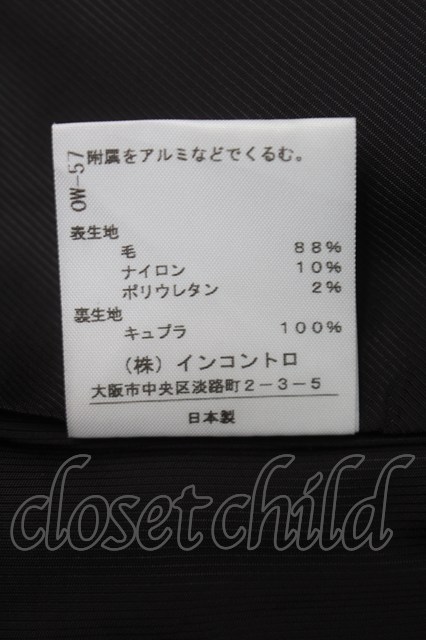 OW-57
附属をアルミなどでくるむ。
表生地
毛 88%
ナイロン 10%
ポリウレタン 2%
裏生地
キュプラ 100%
（株）インコントロ
大阪市中央区淡路町2-3-5
日本製
closetchild